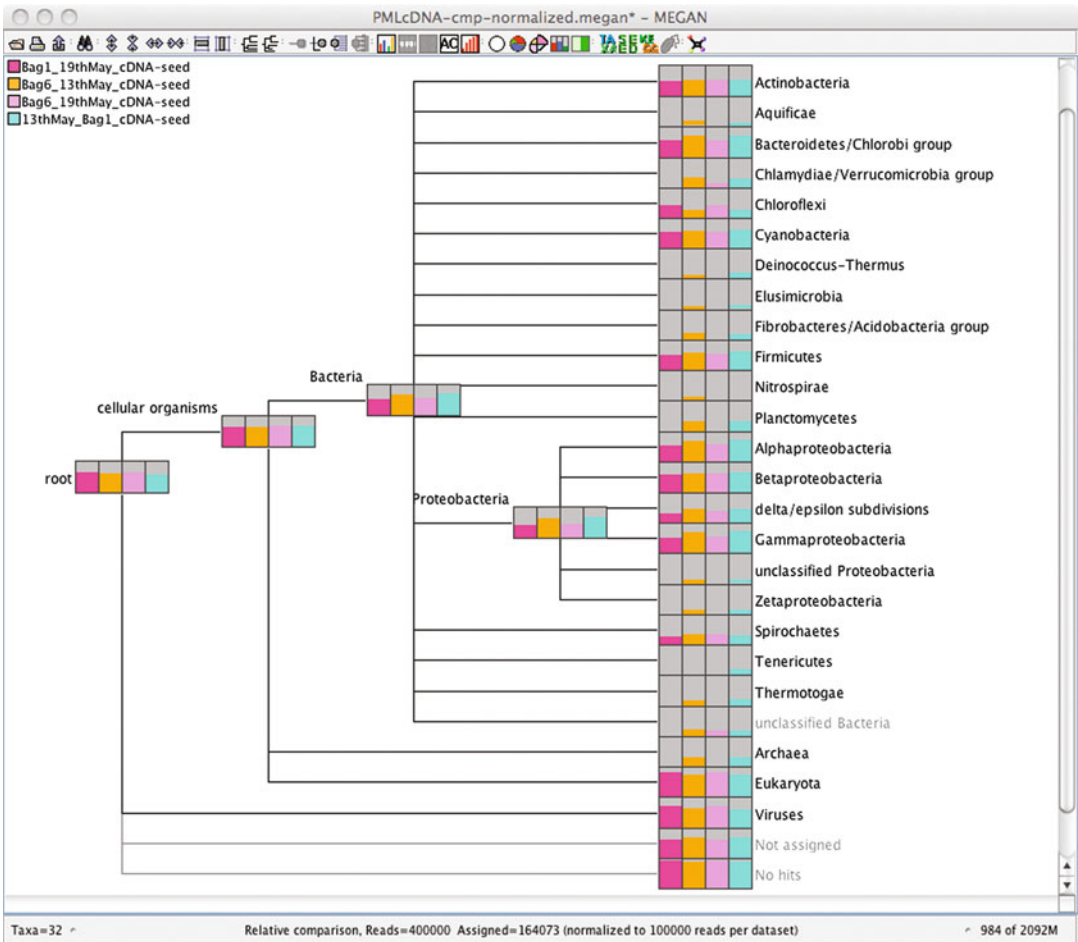 PMLcDNA-cmp-normalized.megan* – MEGAN
AC
Bag1_19thMay_cDNA-seed
Bag6_13thMay_cDNA-seed
Bag6_19thMay_cDNA-seed
13thMay_Bag1_cDNA-seed
Actinobacteria
Aquificae
Bacteroidetes/Chlorobi group
Chlamydiae/Verrucomicrobia group
Chloroflexi
Cyanobacteria
Deinococcus-Thermus
Elusimicrobia
Fibrobacteres/Acidobacteria group
Firmicutes
Bacteria
Nitrospirae
cellular organisms
Planctomycetes
Alphaproteobacteria
root
Betaproteobacteria
Proteobacteria
delta/epsilon subdivisions
Gammaproteobacteria
unclassified Proteobacteria
Zetaproteobacteria
Spirochaetes
Tenericutes
Thermotogae
unclassified Bacteria
Archaea
Eukaryota
Viruses
Not assigned
No hits
Taxa=32 Relative comparison, Reads=400000 Assigned=164073 (normalized to 100000 reads per dataset) 984 of 2092M